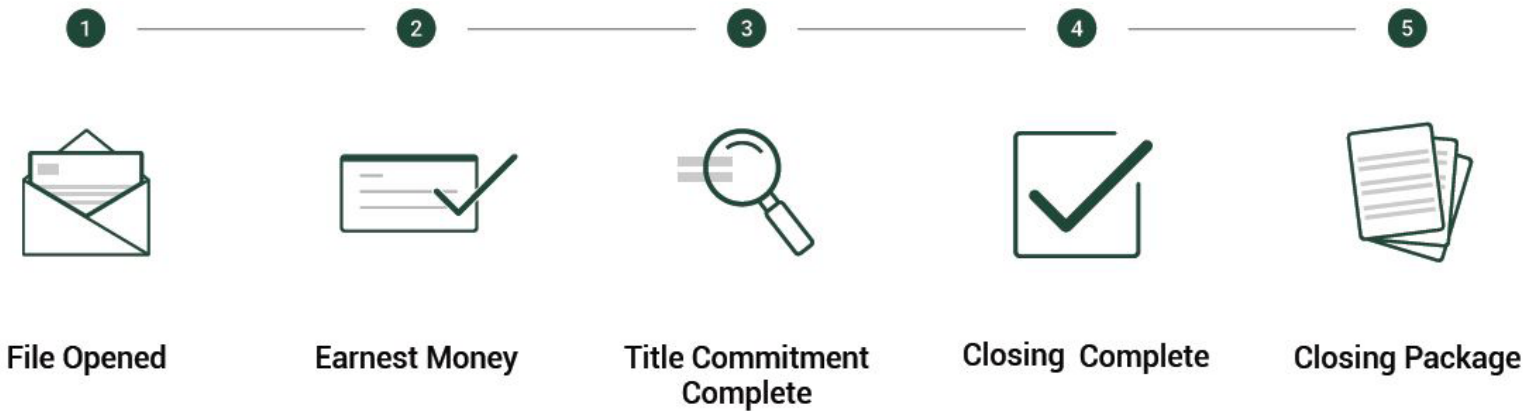 1
2
3
4
5
File Opened
Earnest Money
Title Commitment
Complete
Closing Complete
Closing Package